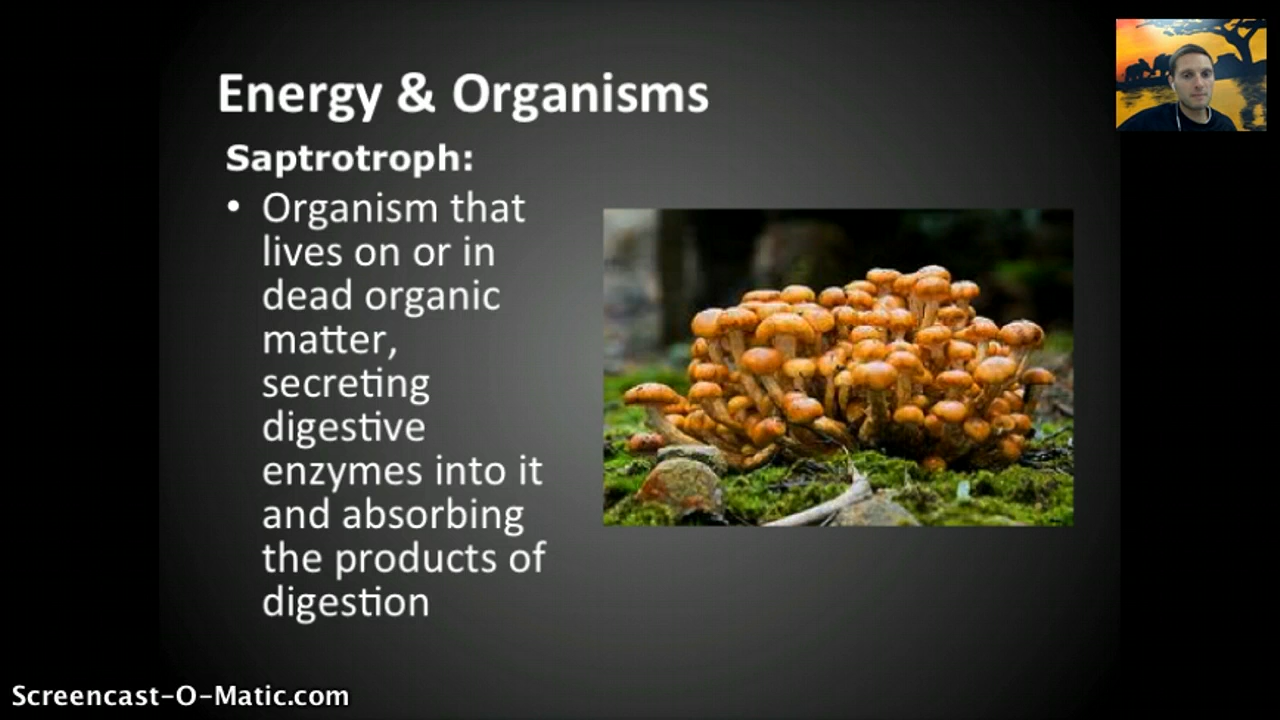 Energy & Organisms
Saptrotroph:
• Organism that
lives on or in
dead organic
matter,
secreting
digestive
enzymes into it
and absorbing
the products of
digestion
Screencast-O-Matic.com